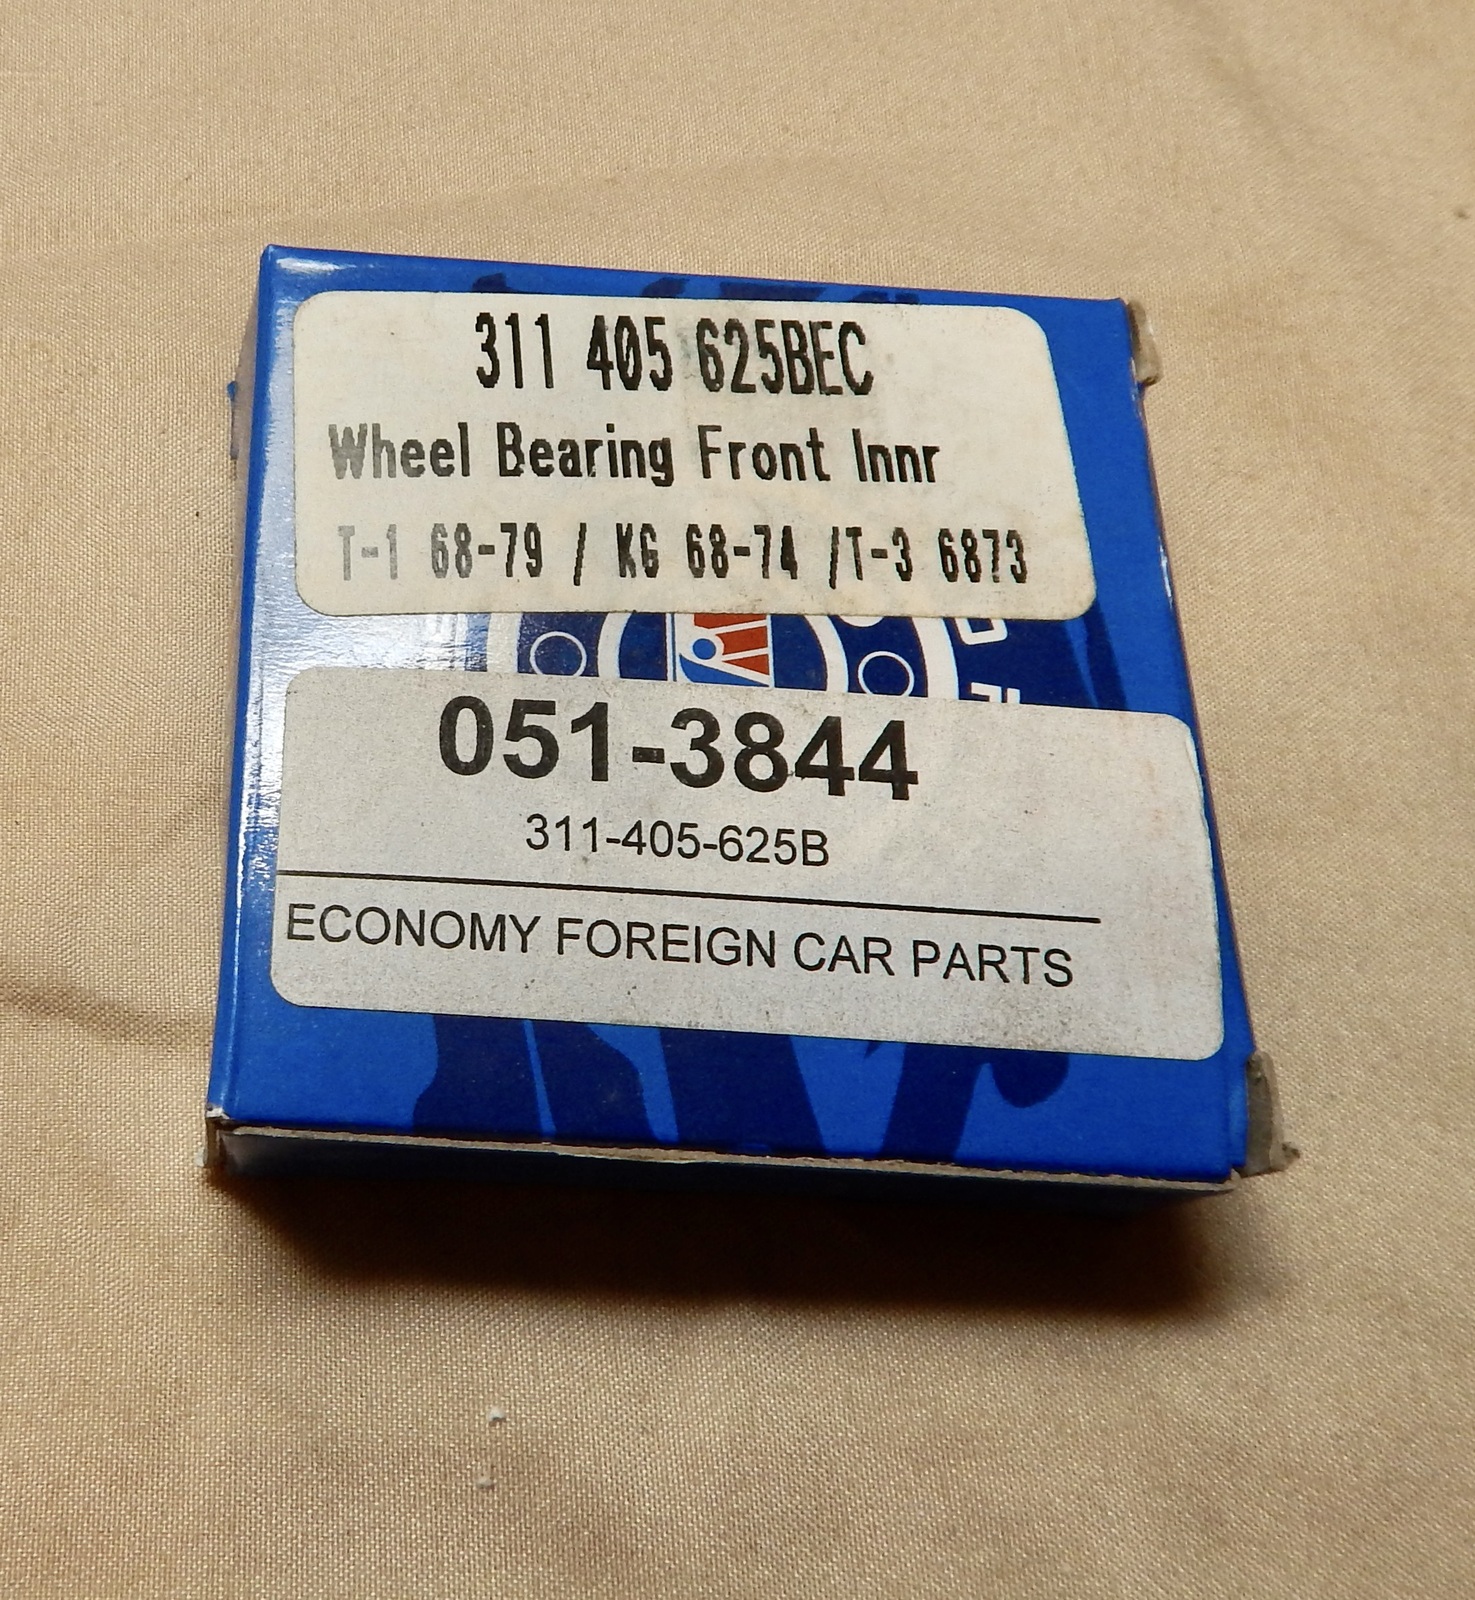 311 405 625BEC
Wheel Bearing Front Innr
T-1 68-79 / KG 68-74 /T-3 6873
051-3844
311-405-625B
ECONOMY FOREIGN CAR PARTS